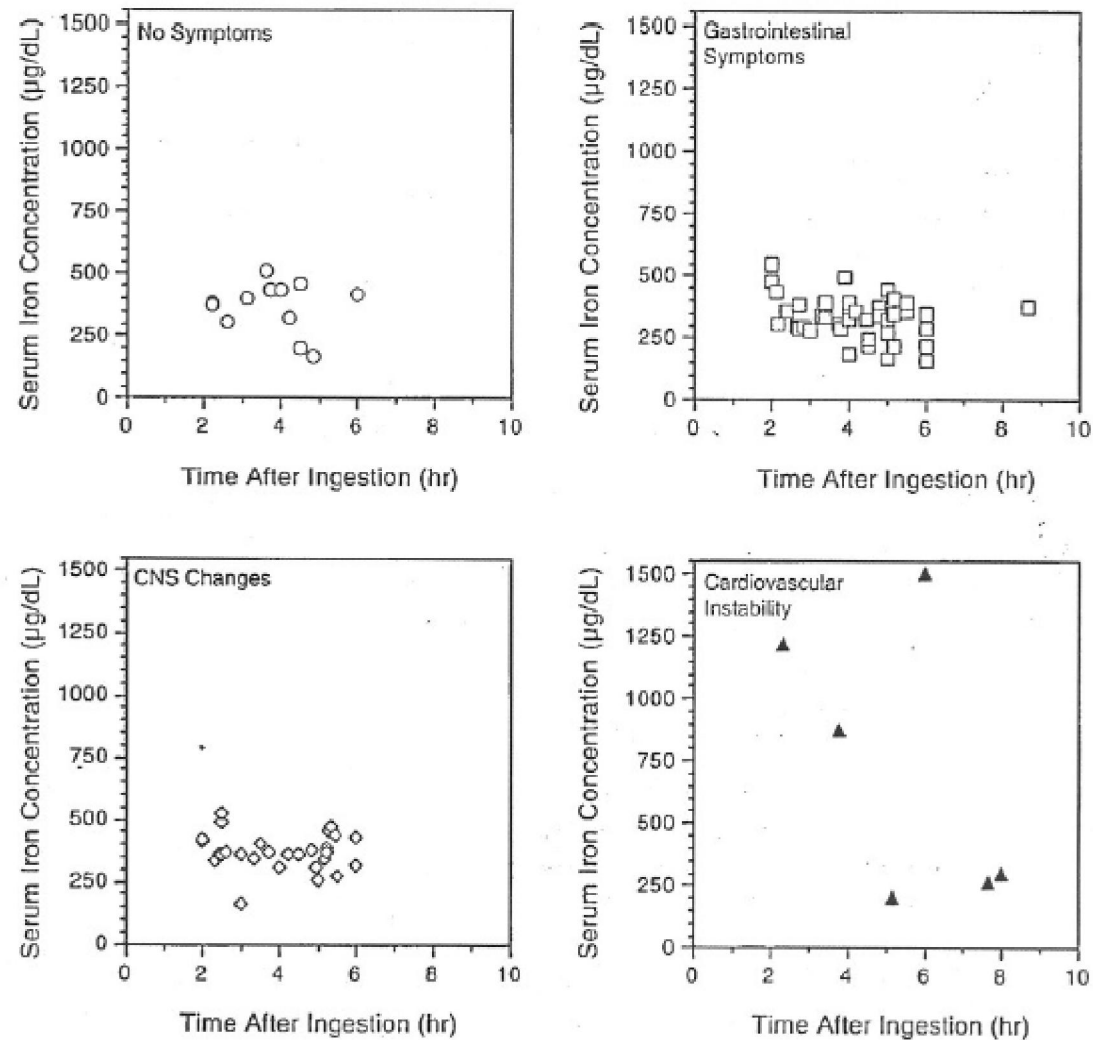 No Symptoms
Serum Iron Concentration (µg/dL)
1500
1250
1000
750
500
250
0
0 2 4 6 8 10
Time After Ingestion (hr)
Gastrointestinal
Symptoms
Serum Iron Concentration (µg/dL)
1500
1250
1000
750
500
250
0
0 2 4 6 8 10
Time After Ingestion (hr)
CNS Changes
Serum Iron Concentration (µg/dL)
1500
1250
1000
750
500
250
0
0 2 4 6 8 10
Time After Ingestion (hr)
Cardiovascular
Instability
Serum Iron Concentration (µg/dL)
1500
1250
1000
750
500
250
0
0 2 4 6 8 10
Time After Ingestion (hr)